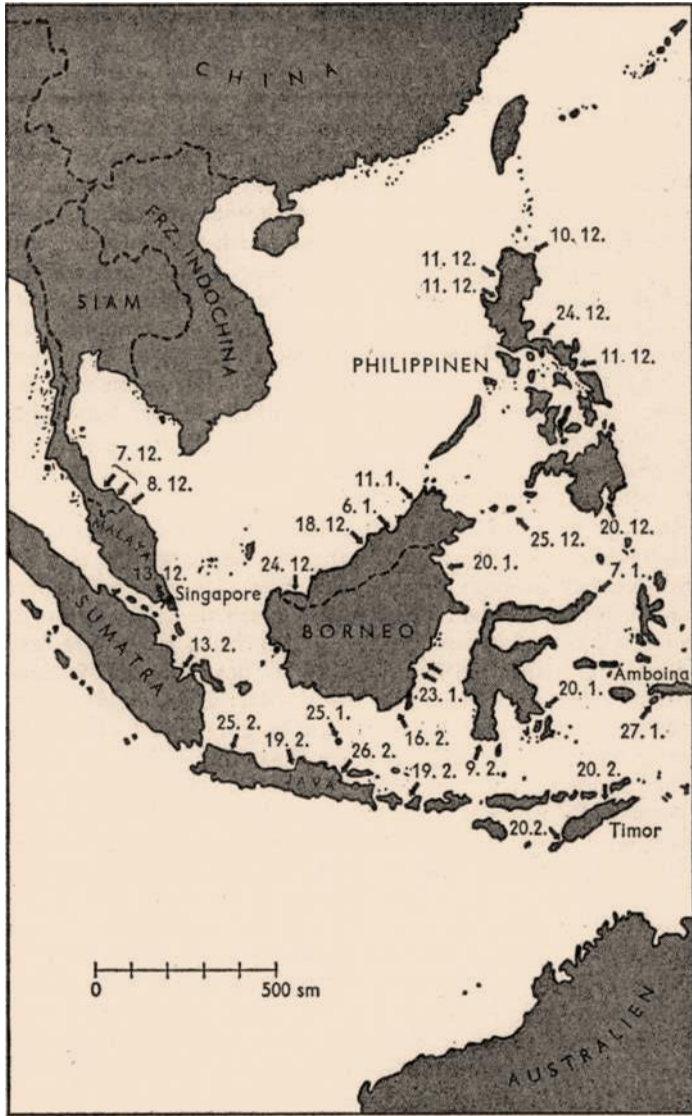 CHINA
FRZ. INDOCHINA
SIAM
10. 12.
11. 12.
11. 12.
24. 12.
PHILIPPINEN
11. 12.
7. 12.
8. 12.
11. 1.
6. 1.
18. 12.
25. 12.
20. 12.
MALAYA
13. 12.
24. 12.
20. 1.
7. 1.
Singapore
SUMATRA
BORNEO
13. 2.
Amboina
23. 1.
20. 1.
25. 2.
25. 1.
16. 2.
27. 1.
19. 2.
26. 2.
9. 2.
JAVA
19. 2.
20. 2.
20. 2.
Timor
0 500 sm
AUSTRALIEN